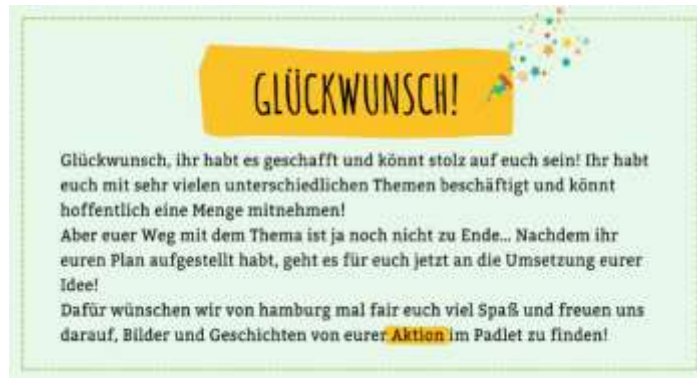 GLÜCKWUNSCH!
Glückwunsch, ihr habt es geschafft und könnt stolz auf euch sein! Ihr habt
euch mit sehr vielen unterschiedlichen Themen beschäftigt und könnt
hoffentlich eine Menge mitnehmen!
Aber euer Weg mit dem Thema ist ja noch nicht zu Ende... Nachdem ihr
euren Plan aufgestellt habt, geht es für euch jetzt an die Umsetzung eurer
Idee!
Dafür wünschen wir von hamburg mal fair euch viel Spaß und freuen uns
darauf, Bilder und Geschichten von eurer Aktion im Padlet zu finden!